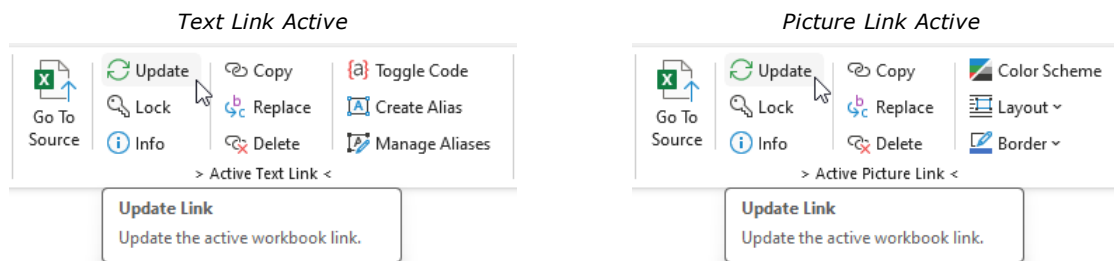 Text Link Active
Go To
Source
Update
Lock
Info
Copy
Replace
Delete
{a} Toggle Code
Create Alias
Manage Aliases
> Active Text Link <
Update Link
Update the active workbook link.
Picture Link Active
Go To
Source
Update
Lock
Info
Copy
Replace
Delete
Color Scheme
Layout
Border
> Active Picture Link <
Update Link
Update the active workbook link.